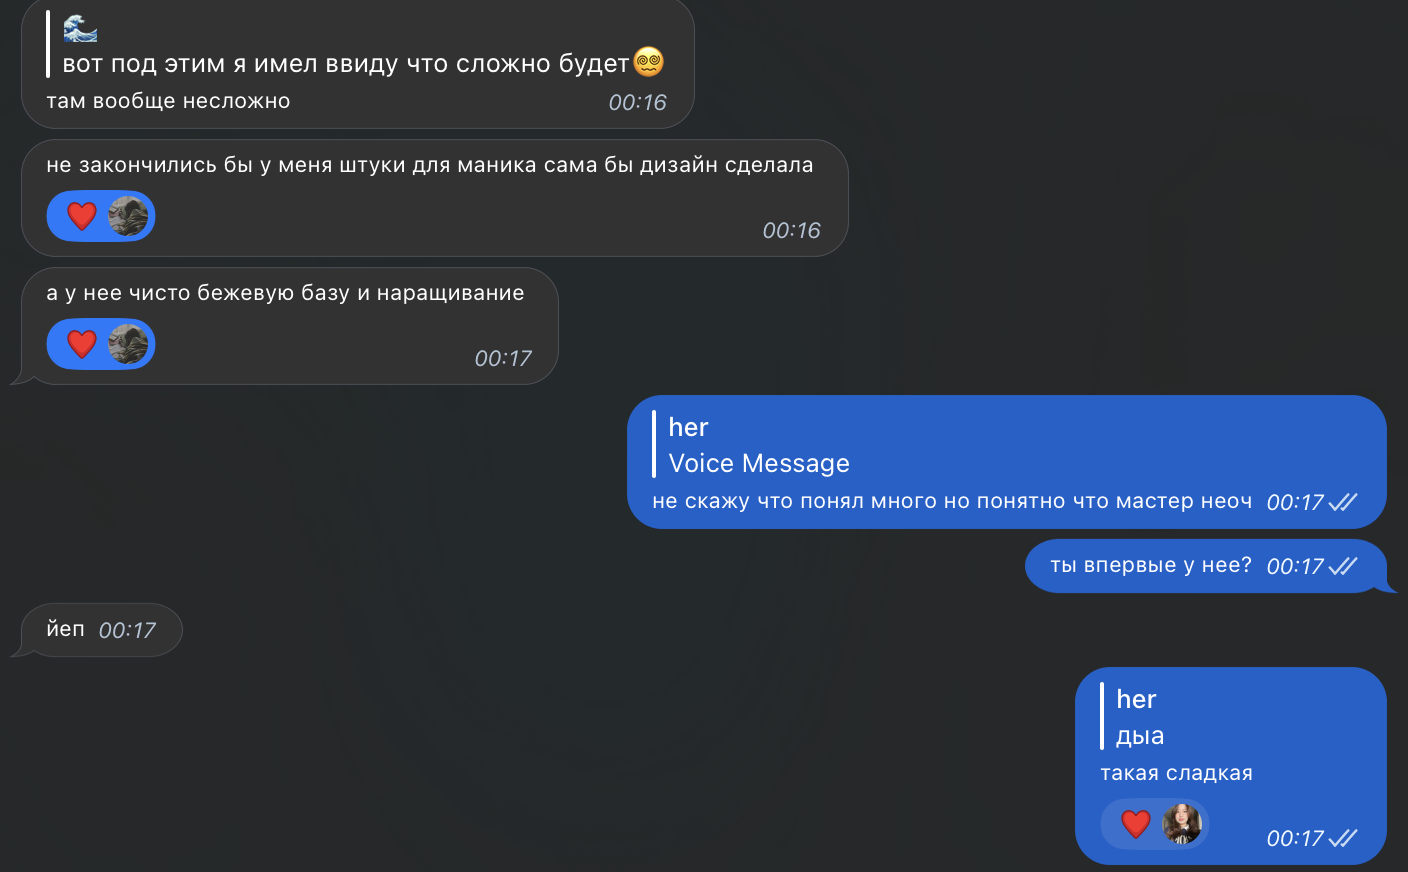 🌊
вот под этим я имел ввиду что сложно будет😵‍💫
там вообще несложно 00:16
не закончились бы у меня штуки для маника сама бы дизайн сделала
❤️ 00:16
а у нее чисто бежевую базу и наращивание
❤️ 00:17
her
Voice Message
не скажу что понял много но понятно что мастер неоч 00:17
ты впервые у нее? 00:17
йеп 00:17
her
дыа
такая сладкая
❤️ 00:17